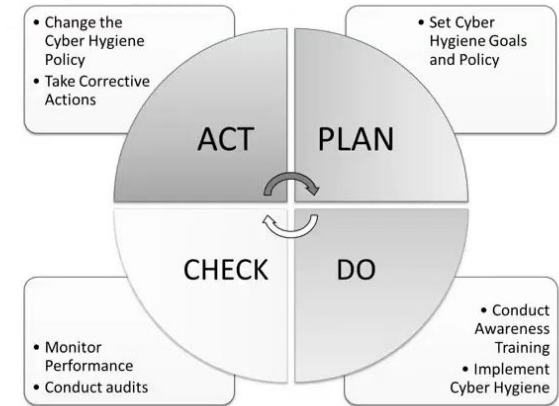 • Change the
Cyber Hygiene
Policy
• Take Corrective
Actions
• Set Cyber
Hygiene Goals
and Policy
ACT
PLAN
CHECK
DO
• Monitor
Performance
• Conduct audits
• Conduct
Awareness
Training
• Implement
Cyber Hygiene